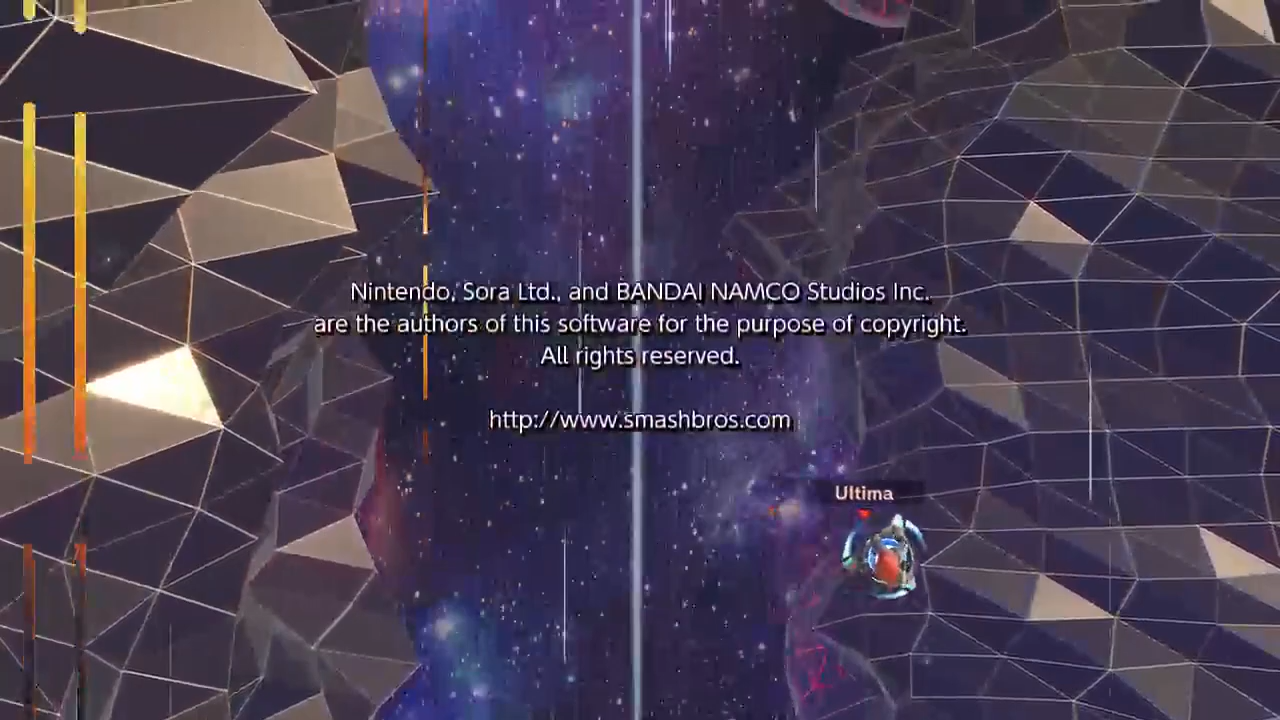 Nintendo, Sora Ltd., and BANDAI NAMCO Studios Inc.
are the authors of this software for the purpose of copyright.
All rights reserved.
http://www.smashbros.com
Ultima